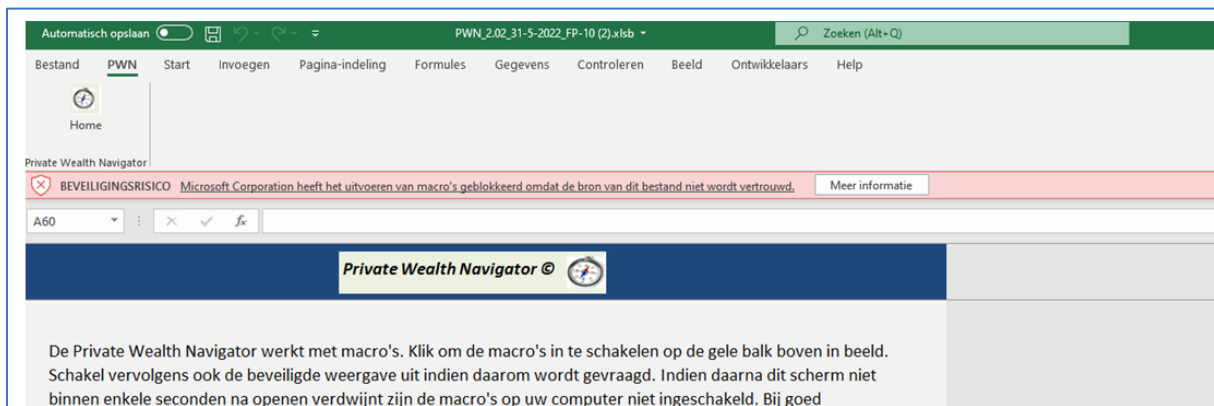 Automatisch opslaan PWN_2.02_31-5-2022_FP-10 (2).xlsb Zoeken (Alt+Q)
Bestand PWN Start Invoegen Pagina-indeling Formules Gegevens Controleren Beeld Ontwikkelaars Help
Home
Private Wealth Navigator
BEVEILIGINGSRISICO Microsoft Corporation heeft het uitvoeren van macro's geblokkeerd omdat de bron van dit bestand niet wordt vertrouwd. Meer informatie
A60 fx
Private Wealth Navigator ©
De Private Wealth Navigator werkt met macro's. Klik om de macro's in te schakelen op de gele balk boven in beeld.
Schakel vervolgens ook de beveiligde weergave uit indien daarom wordt gevraagd. Indien daarna dit scherm niet
binnen enkele seconden na openen verdwijnt zijn de macro's op uw computer niet ingeschakeld. Bij goed